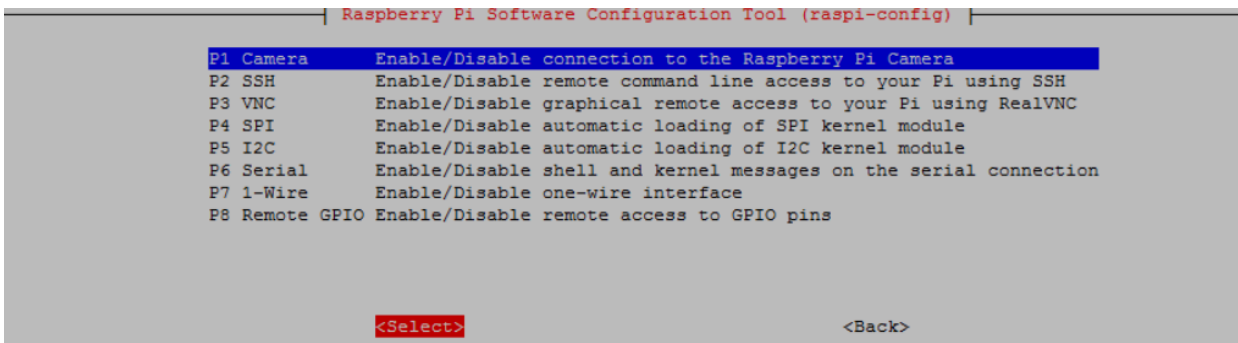 Raspberry Pi Software Configuration Tool (raspi-config)
P1 Camera Enable/Disable connection to the Raspberry Pi Camera
P2 SSH Enable/Disable remote command line access to your Pi using SSH
P3 VNC Enable/Disable graphical remote access to your Pi using RealVNC
P4 SPI Enable/Disable automatic loading of SPI kernel module
P5 I2C Enable/Disable automatic loading of I2C kernel module
P6 Serial Enable/Disable shell and kernel messages on the serial connection
P7 1-Wire Enable/Disable one-wire interface
P8 Remote GPIO Enable/Disable remote access to GPIO pins
<Select> <Back>